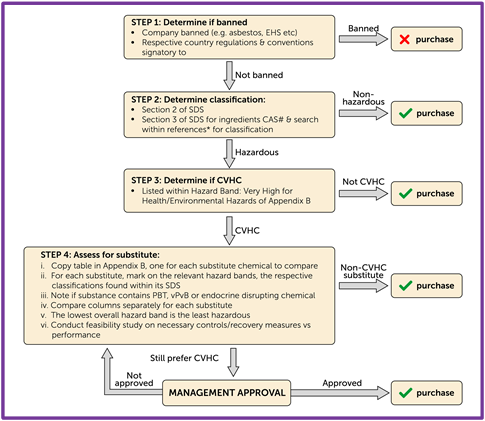 STEP 1: Determine if banned
• Company banned (e.g. asbestos, EHS etc)
• Respective country regulations & conventions
signatory to
Banned
purchase
Not banned
STEP 2: Determine classification:
• Section 2 of SDS
• Section 3 of SDS for ingredients CAS# & search
within references* for classification
Non-
hazardous
purchase
Hazardous
STEP 3: Determine if CVHC
• Listed within Hazard Band: Very High for
Health/Environmental Hazards of Appendix B
Not CVHC
purchase
CVHC
STEP 4: Assess for substitute:
i. Copy table in Appendix B, one for each substitute chemical to compare
ii. For each substitute, mark on the relevant hazard bands, the respective
classifications found within its SDS
iii. Note if substance contains PBT, vPvB or endocrine disrupting chemical
iv. Compare columns separately for each substitute
v. The lowest overall hazard band is the least hazardous
vi. Conduct feasibility study on necessary controls/recovery measures vs
performance
Non-CVHC
substitute
purchase
Still prefer CVHC
Not
approved
MANAGEMENT APPROVAL
Approved
purchase